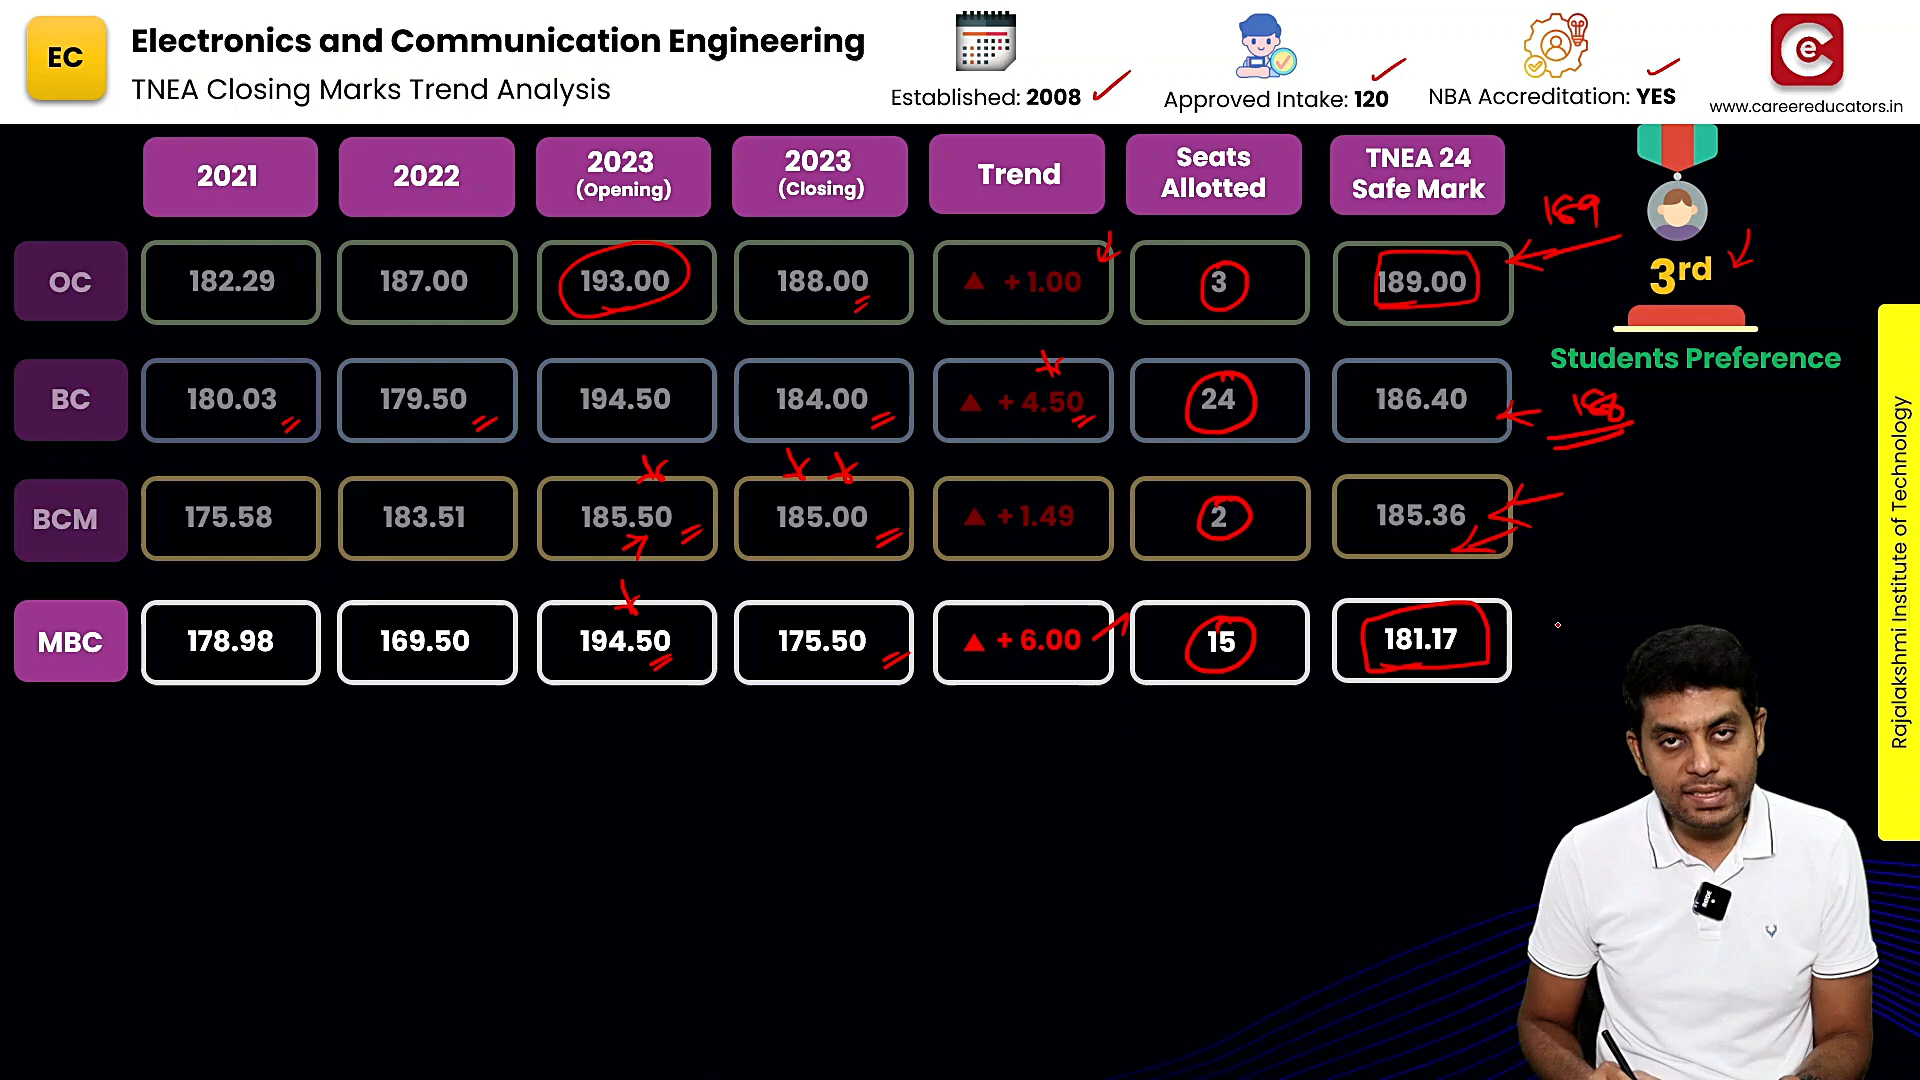 EC
Electronics and Communication Engineering
TNEA Closing Marks Trend Analysis
Established: 2008
Approved Intake: 120
NBA Accreditation: YES
e
www.careereducators.in
2021
2022
2023
(Opening)
2023
(Closing)
Trend
Seats
Allotted
TNEA 24
Safe Mark
OC
182.29
187.00
193.00
188.00
▲ + 1.00
3
189.00
189
3rd
Students Preference
BC
180.03
179.50
194.50
184.00
▲ + 4.50
24
186.40
BCM
175.58
183.51
185.50
185.00
▲ + 1.49
2
185.36
MBC
178.98
169.50
194.50
175.50
▲ + 6.00
15
181.17
Rajalakshmi Institute of Technology